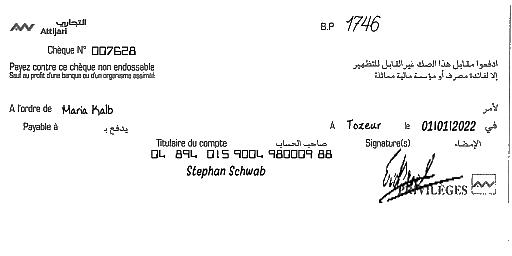 التجاري
Attijari
B.P 1746
Chèque N° 007628
Payez contre ce chèque non endossable
ادفعوا مقابل هذا الصك غير القابل للتظهير
Sauf au profit d'une banque ou d'un organisme assimilé
إلا لفائدة مصرف أو مؤسسة مالية مماثلة
A l'ordre de Maria Kalb
لأمر
Payable à يدفع بـ
A Tozeur le 01/01/2022 في
Titulaire du compte صاحب الحساب Signature(s) الإمضاء
04 894 015 9004 980009 88
Stephan Schwab
PRIVILÈGES